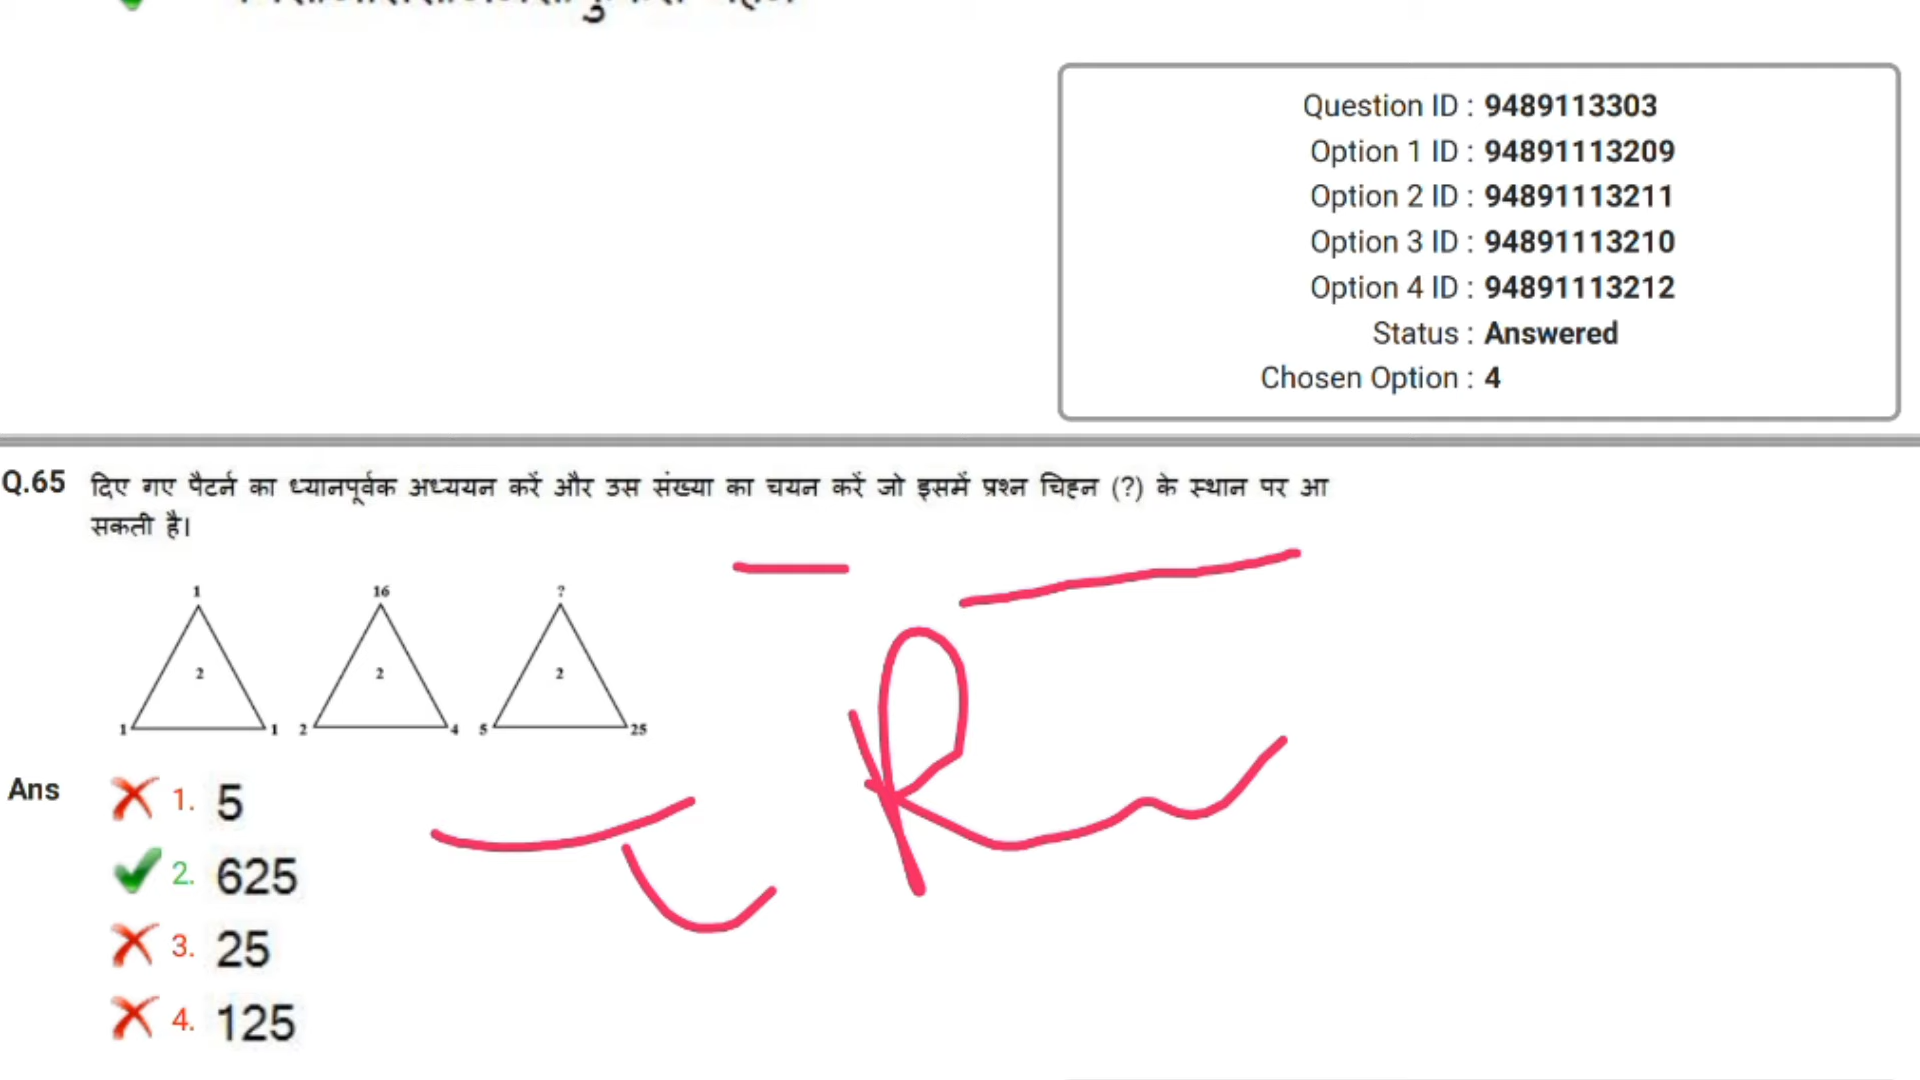 Question ID : 9489113303
Option 1 ID : 94891113209
Option 2 ID : 94891113211
Option 3 ID : 94891113210
Option 4 ID : 94891113212
Status : Answered
Chosen Option : 4
Q.65 दिए गए पैटर्न का ध्यानपूर्वक अध्ययन करें और उस संख्या का चयन करें जो इसमें प्रश्न चिह्न (?) के स्थान पर आ
सकती है।
1 16 ?
2 2 2
1 1 2 4 5 25
Ans 1. 5
2. 625
3. 25
4. 125